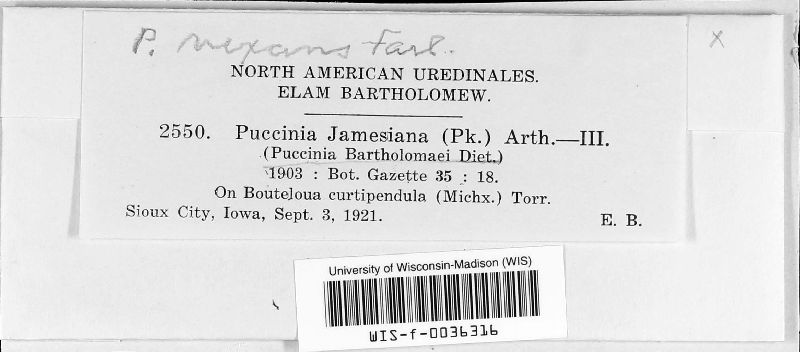 P. vexans Farl.
x
NORTH AMERICAN UREDINALES.
ELAM BARTHOLOMEW.
2550. Puccinia Jamesiana (Pk.) Arth.—III.
(Puccinia Bartholomaei Diet.)
1903 : Bot. Gazette 35 : 18.
On Bouteloua curtipendula (Michx.) Torr.
Sioux City, Iowa, Sept. 3, 1921. E. B.
University of Wisconsin-Madison (WIS)
WIS-f-0036316